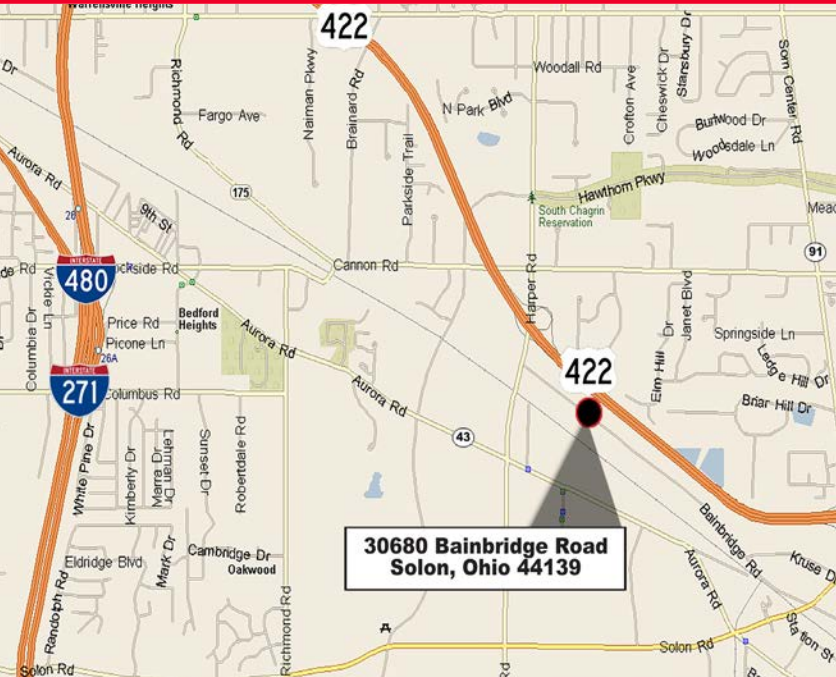 Warrensville Heights
422
Dr
Richmond Rd
Fargo Ave
Naiman Pkwy
Brainard Rd
Parkside Trail
N Park Blvd
Woodall Rd
Crofton Ave
Cheswick Dr
Stansbury Dr
Som Center Rd
Burlwood Dr
Woodsdale Ln
Hawthorn Pkwy
South Chagrin
Reservation
Aurora Rd
175
26
9th St
91
Cannon Rd
Harper Rd
INTERSTATE
480
Vickie Ln
Columbia Dr
Price Rd
Picone Ln
26A
Bedford
Heights
Aurora Rd
Janet Blvd
Elm Hill Dr
Springside Ln
Ledge Hill Dr
Briar Hill Dr
422
INTERSTATE
271
Columbus Rd
Aurora Rd
43
White Pine Dr
Kimberly Dr
Marra Dr
Lehman Dr
Sunset Dr
Robertdale Rd
Mark Dr
Cambridge Dr
Oakwood
Eldridge Blvd
Randolph Rd
Richmond Rd
30680 Bainbridge Road
Solon, Ohio 44139
Bainbridge Rd
Aurora Rd
Kruse D
Station St
Solon Rd
Solon Rd
Rd